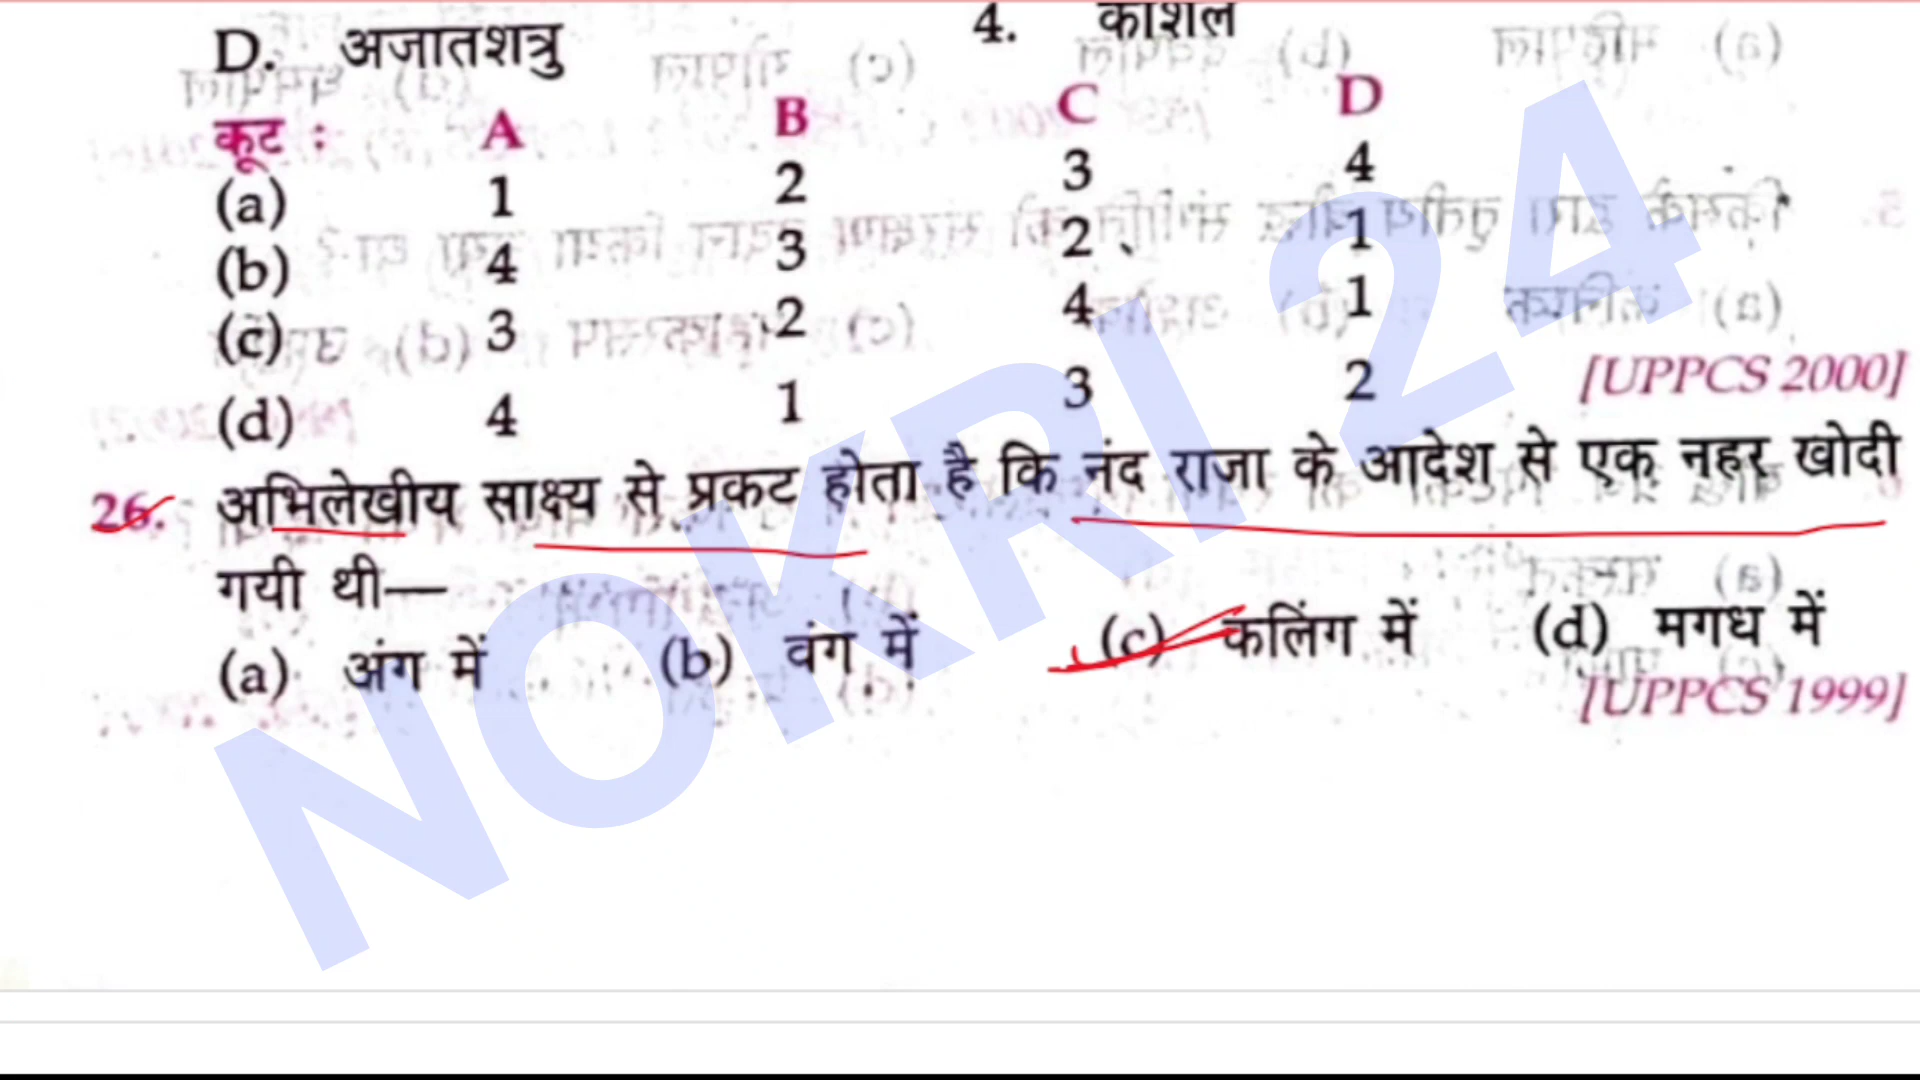 D. अजातशत्रु 4. कोशल
कूट : A B C D
(a) 1 2 3 4
(b) 4 3 2 1
(c) 3 2 4 1
(d) 4 1 3 2 [UPPCS 2000]
26. अभिलेखीय साक्ष्य से प्रकट होता है कि नंद राजा के आदेश से एक नहर खोदी
गयी थी—
(a) अंग में (b) वंग में (c) कलिंग में (d) मगध में
[UPPCS 1999]
NOKRI 24